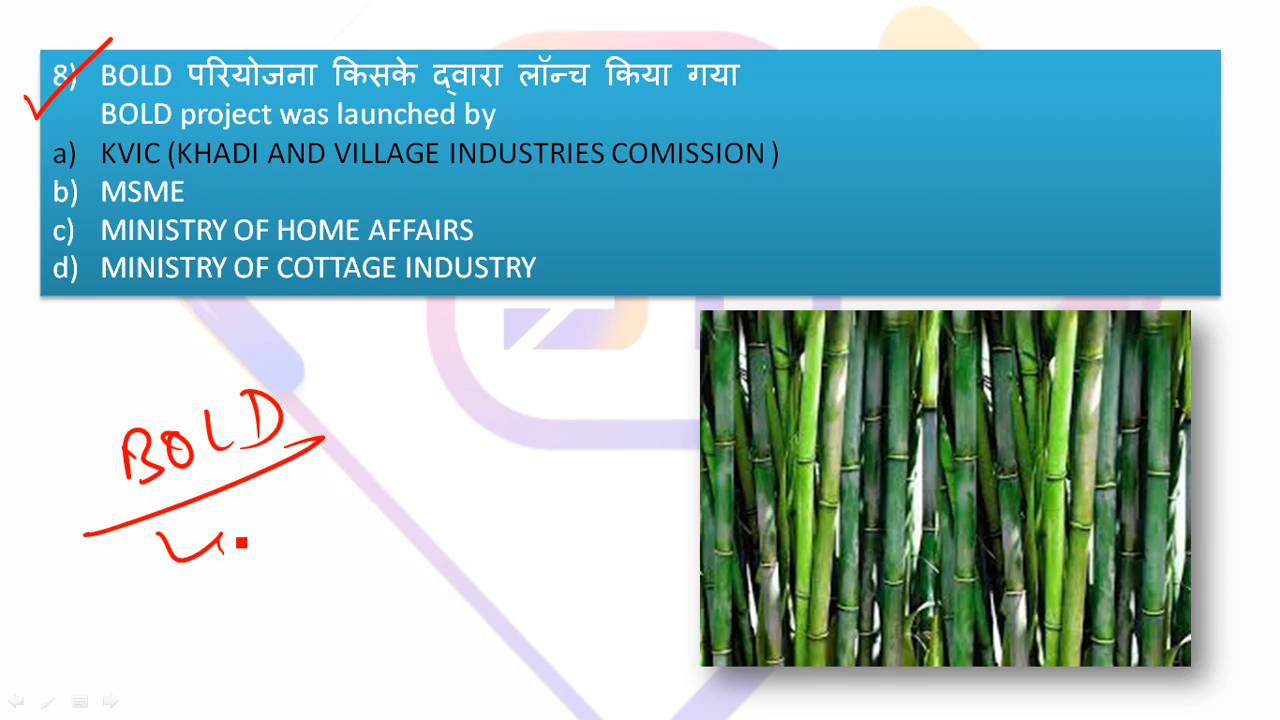 8) BOLD परियोजना किसके द्वारा लॉन्च किया गया
BOLD project was launched by
a) KVIC (KHADI AND VILLAGE INDUSTRIES COMISSION )
b) MSME
c) MINISTRY OF HOME AFFAIRS
d) MINISTRY OF COTTAGE INDUSTRY
BOLD